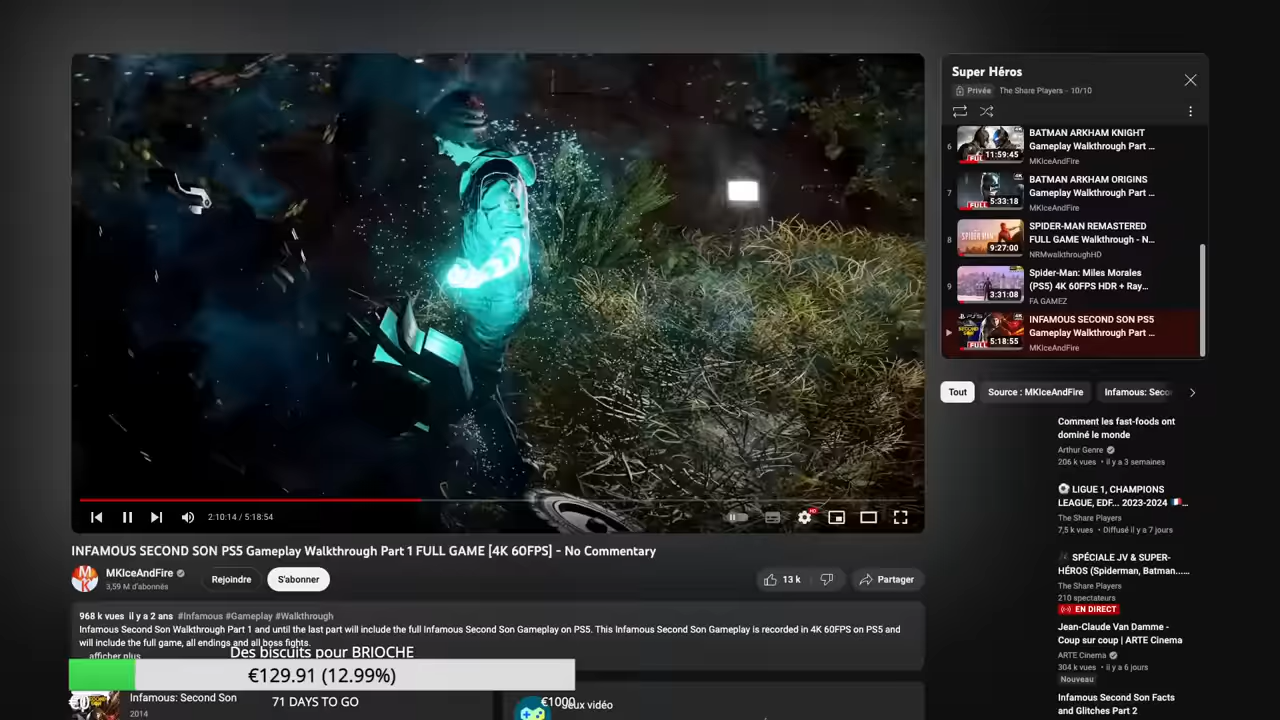 Super Héros
Privée The Share Players - 10/10
6
BATMAN ARKHAM KNIGHT
Gameplay Walkthrough Part ...
11:59:45
MKIceAndFire
7
BATMAN ARKHAM ORIGINS
Gameplay Walkthrough Part ...
5:33:18
MKIceAndFire
8
SPIDER-MAN REMASTERED
FULL GAME Walkthrough - N...
9:27:00
NRMwalkthroughHD
9
Spider-Man: Miles Morales
(PS5) 4K 60FPS HDR + Ray...
3:31:08
FA GAMEZ
INFAMOUS SECOND SON PS5
Gameplay Walkthrough Part ...
5:18:55
MKIceAndFire
Tout Source : MKIceAndFire Infamous: Seco
Comment les fast-foods ont
dominé le monde
Arthur Genre
206 k vues • il y a 3 semaines
LIGUE 1, CHAMPIONS
LEAGUE, EDF... 2023-2024 ...
The Share Players
7,5 k vues • Diffusé il y a 7 jours
SPÉCIALE JV & SUPER-
HÉROS (Spiderman, Batman......
The Share Players
210 spectateurs
EN DIRECT
Jean-Claude Van Damme -
Coup sur coup | ARTE Cinema
ARTE Cinema
304 k vues • il y a 6 jours
Nouveau
Infamous Second Son Facts
and Glitches Part 2
2:10:14 / 5:18:54
HD
INFAMOUS SECOND SON PS5 Gameplay Walkthrough Part 1 FULL GAME [4K 60FPS] - No Commentary
MKIceAndFire
3,59 M d'abonnés
Rejoindre S'abonner 13 k Partager
968 k vues il y a 2 ans #Infamous #Gameplay #Walkthrough
Infamous Second Son Walkthrough Part 1 and until the last part will include the full Infamous Second Son Gameplay on PS5. This Infamous Second Son Gameplay is recorded in 4K 60FPS on PS5 and
will include the full game, all endings and all boss fights.
...afficher plus
Des biscuits pour BRIOCHE
€129.91 (12.99%)
€0 71 DAYS TO GO €1000
Infamous: Second Son
2014
Jeux vidéo